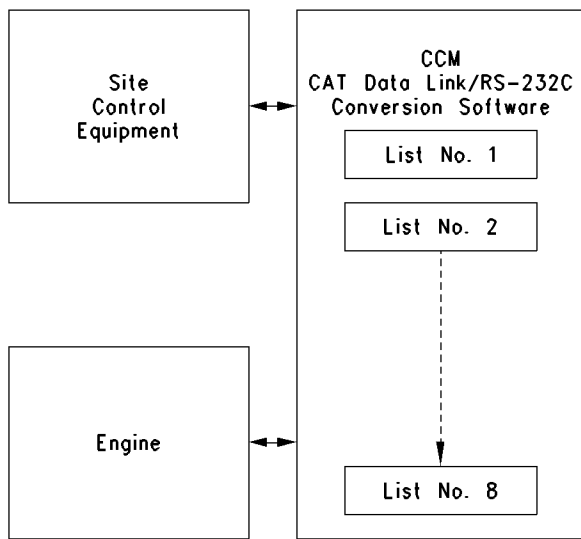 Site
Control
Equipment
CCM
CAT Data Link/RS-232C
Conversion Software
List No. 1
List No. 2
Engine
List No. 8